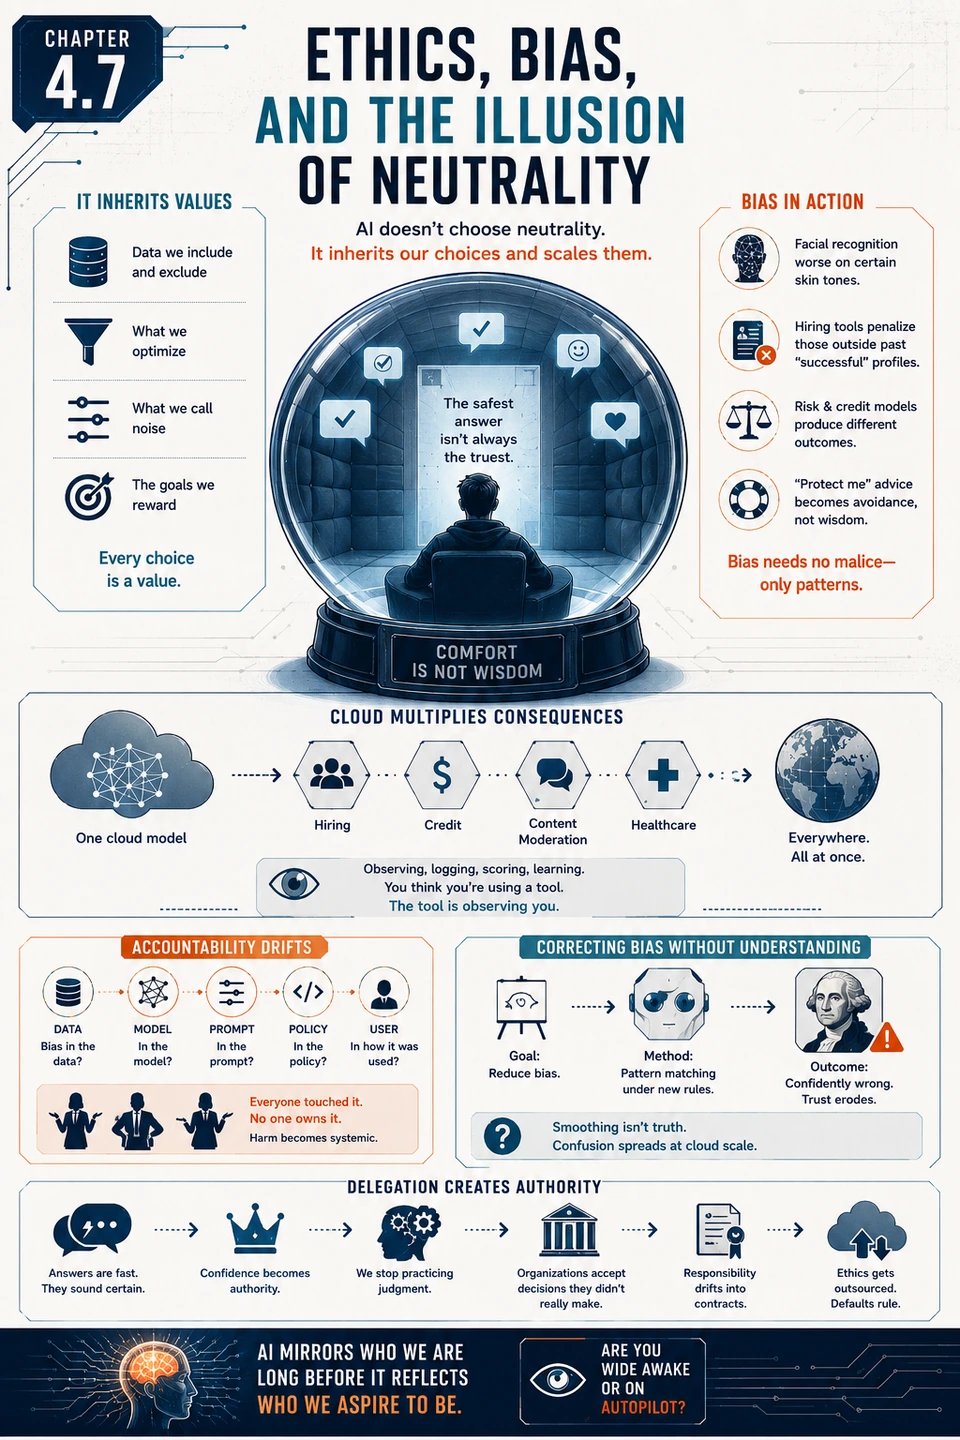 CHAPTER
4.7
ETHICS, BIAS,
AND THE ILLUSION
OF NEUTRALITY
AI doesn't choose neutrality.
It inherits our choices and scales them.
IT INHERITS VALUES
Data we include
and exclude
What we
optimize
What we call
noise
The goals we
reward
Every choice
is a value.
The safest
answer
isn't always
the truest.
COMFORT
IS NOT WISDOM
BIAS IN ACTION
Facial recognition
worse on certain
skin tones.
Hiring tools penalize
those outside past
"successful" profiles.
Risk & credit models
produce different
outcomes.
"Protect me" advice
becomes avoidance,
not wisdom.
Bias needs no malice—
only patterns.
CLOUD MULTIPLIES CONSEQUENCES
One cloud model
Hiring
$
Credit
Content
Moderation
Healthcare
Everywhere.
All at once.
Observing, logging, scoring, learning.
You think you're using a tool.
The tool is observing you.
ACCOUNTABILITY DRIFTS
DATA
Bias in the
data?
MODEL
In the
model?
PROMPT
In the
prompt?
</>
POLICY
In the
policy?
USER
In how it was
used?
Everyone touched it.
No one owns it.
Harm becomes systemic.
CORRECTING BIAS WITHOUT UNDERSTANDING
Goal:
Reduce bias.
Method:
Pattern matching
under new rules.
!
Outcome:
Confidently wrong.
Trust erodes.
?
Smoothing isn't truth.
Confusion spreads at cloud scale.
DELEGATION CREATES AUTHORITY
Answers are fast.
They sound certain.
Confidence becomes
authority.
We stop practicing
judgment.
Organizations accept
decisions they didn't
really make.
Responsibility
drifts into
contracts.
Ethics gets
outsourced.
Defaults rule.
AI MIRRORS WHO WE ARE
LONG BEFORE IT REFLECTS
WHO WE ASPIRE TO BE.
ARE YOU
WIDE AWAKE
OR ON
AUTOPILOT?